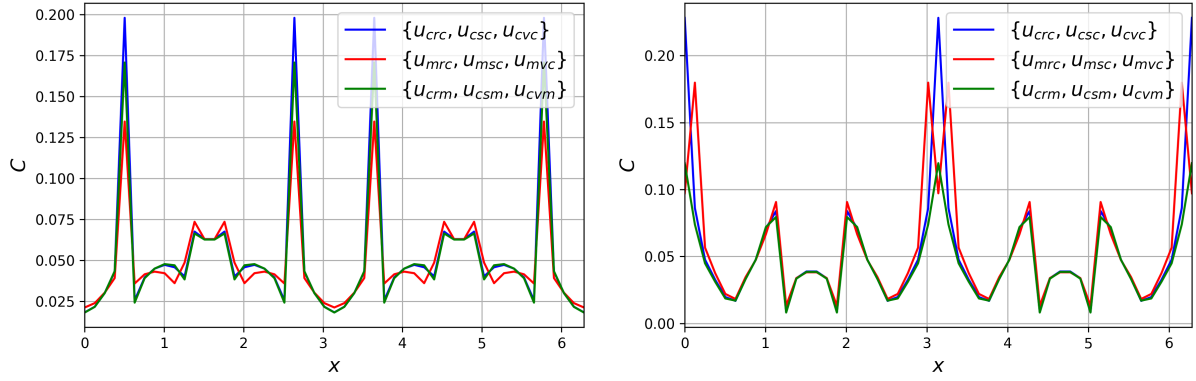 0.200
0.175
0.150
0.125
0.100
0.075
0.050
0.025
C
0 1 2 3 4 5 6
x
{u_crc, u_csc, u_cvc}
{u_mrc, u_msc, u_mvc}
{u_crm, u_csm, u_cvm}
0.20
0.15
0.10
0.05
0.00
C
0 1 2 3 4 5 6
x
{u_crc, u_csc, u_cvc}
{u_mrc, u_msc, u_mvc}
{u_crm, u_csm, u_cvm}